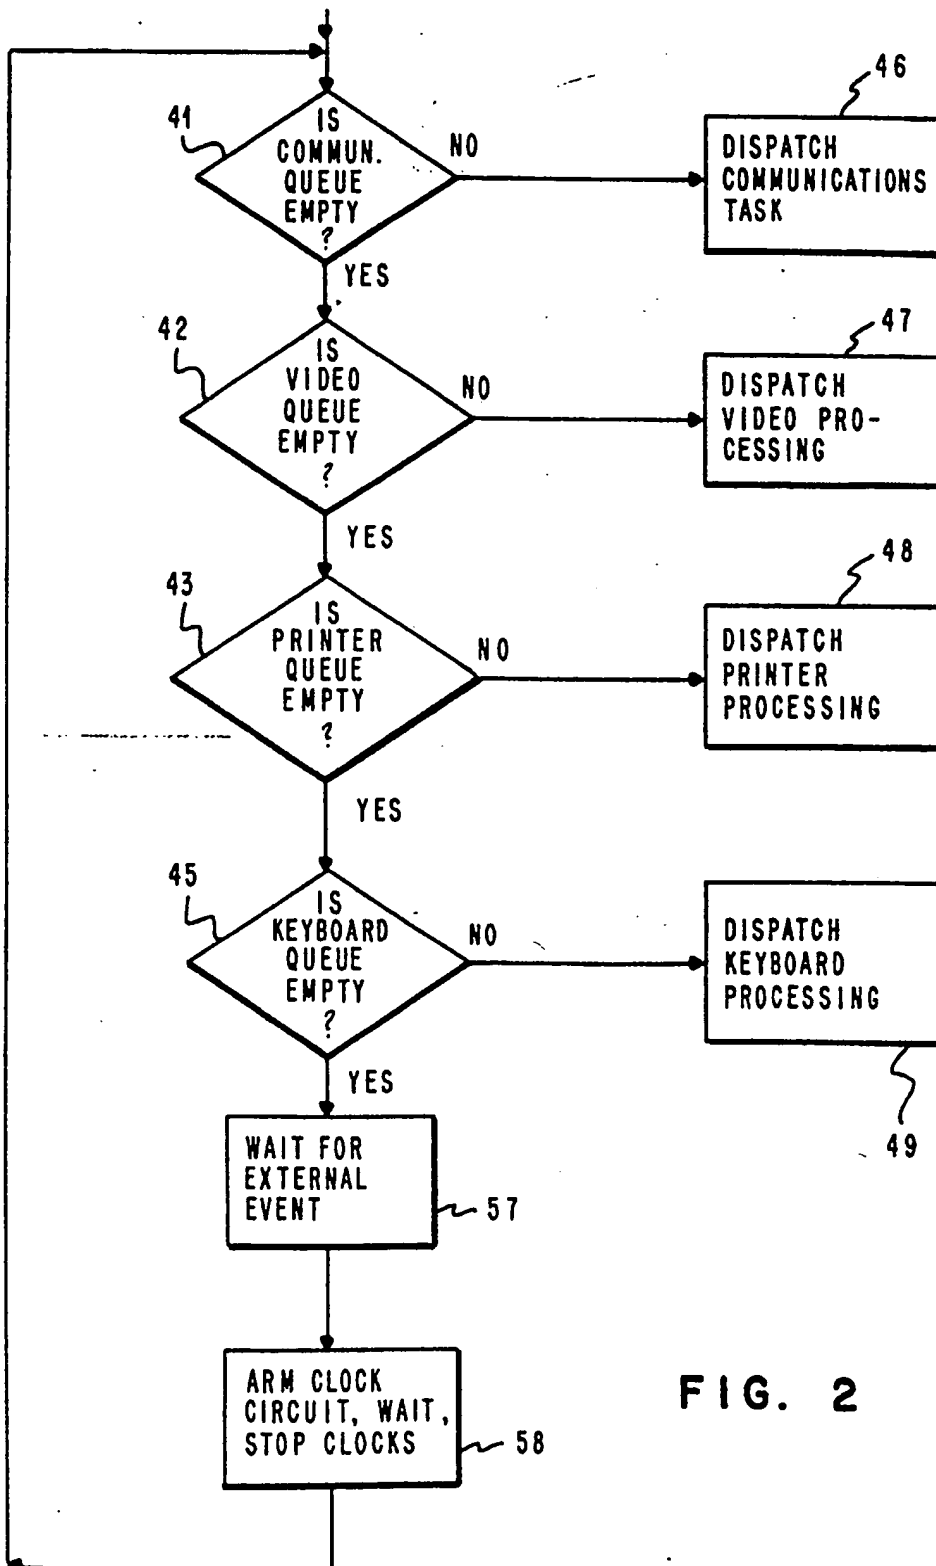 46
41
IS
COMMUN.
QUEUE
EMPTY
?
NO
DISPATCH
COMMUNICATIONS
TASK
YES
42
47
IS
VIDEO
QUEUE
EMPTY
?
NO
DISPATCH
VIDEO PRO-
CESSING
YES
43
48
IS
PRINTER
QUEUE
EMPTY
?
NO
DISPATCH
PRINTER
PROCESSING
YES
45
IS
KEYBOARD
QUEUE
EMPTY
?
NO
DISPATCH
KEYBOARD
PROCESSING
49
YES
WAIT FOR
EXTERNAL
EVENT
57
ARM CLOCK
CIRCUIT, WAIT,
STOP CLOCKS
58
FIG. 2